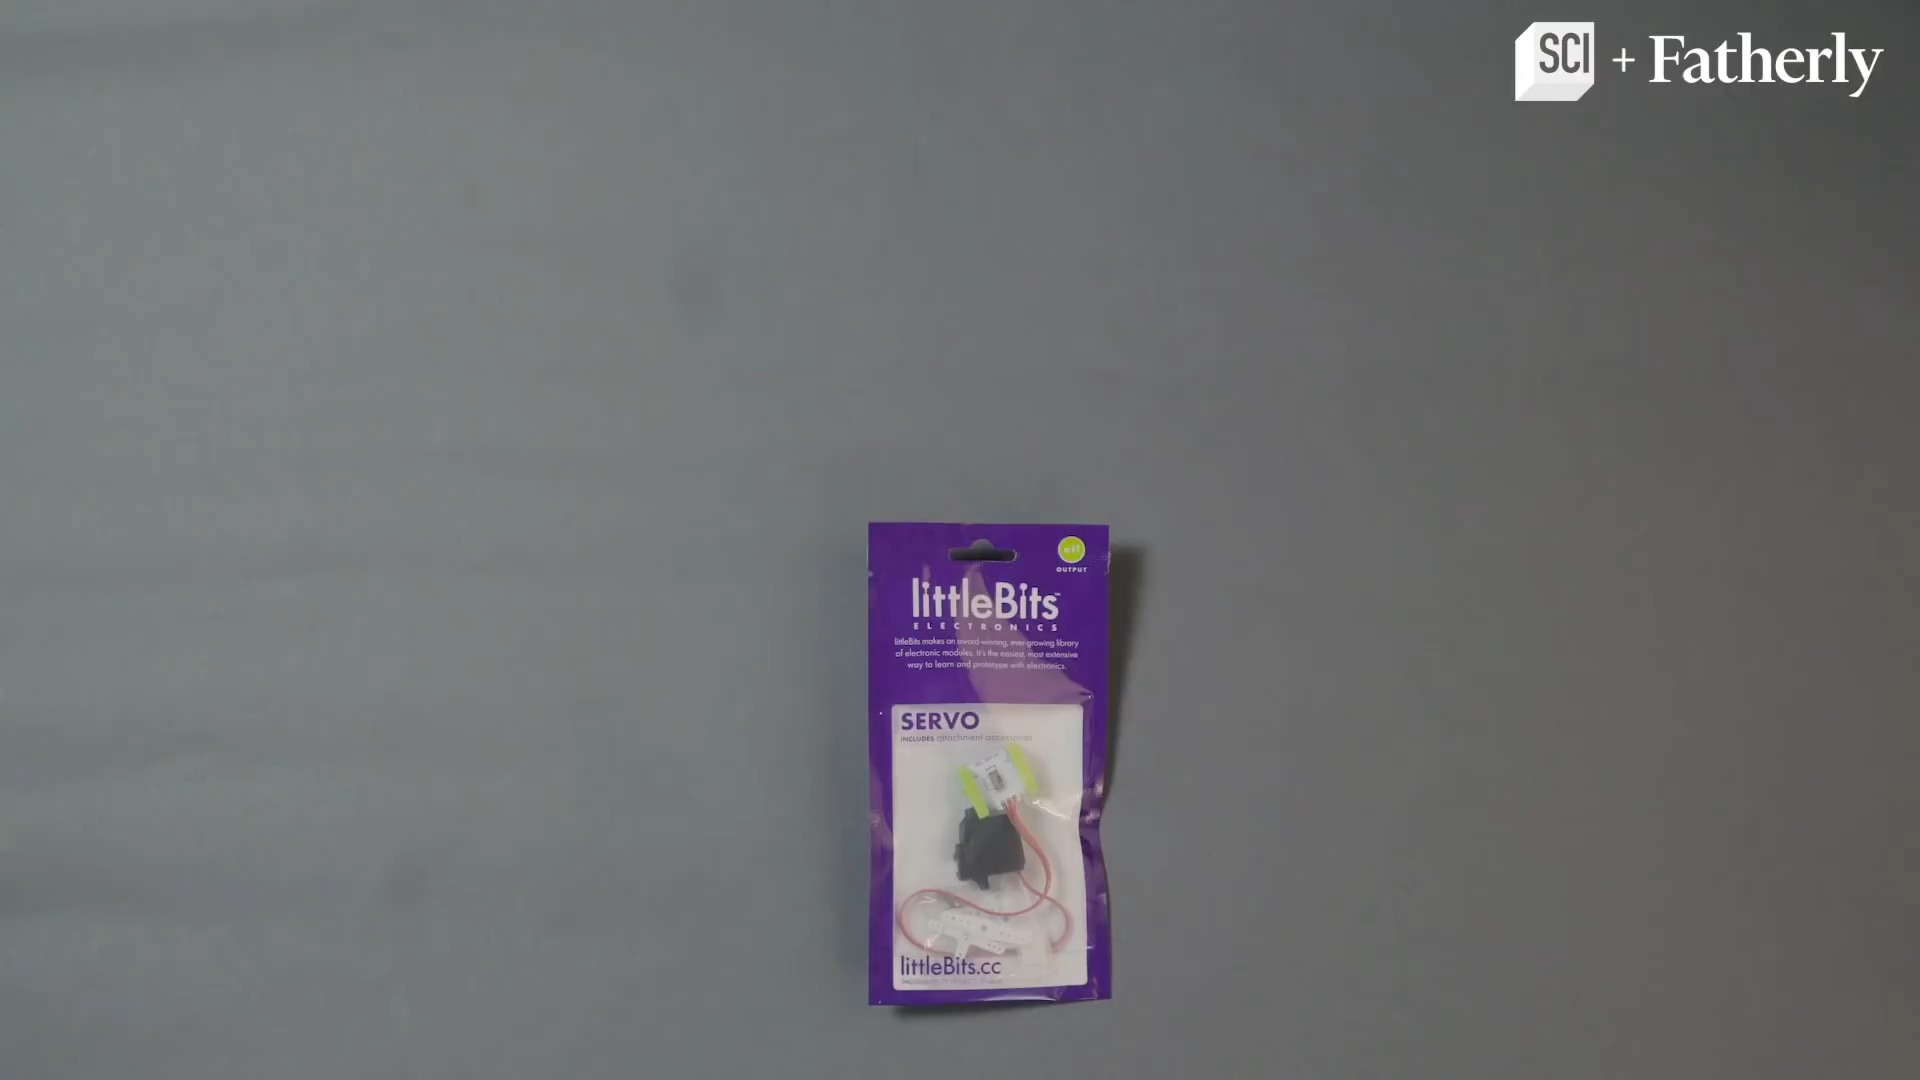 SCI + Fatherly
OUTPUT
littleBits
ELECTRONICS
littleBits makes an award-winning, ever-growing library
of electronic modules. It's the easiest, most extensive
way to learn and prototype with electronics.
SERVO
INCLUDES attachment accessories
littleBits.cc